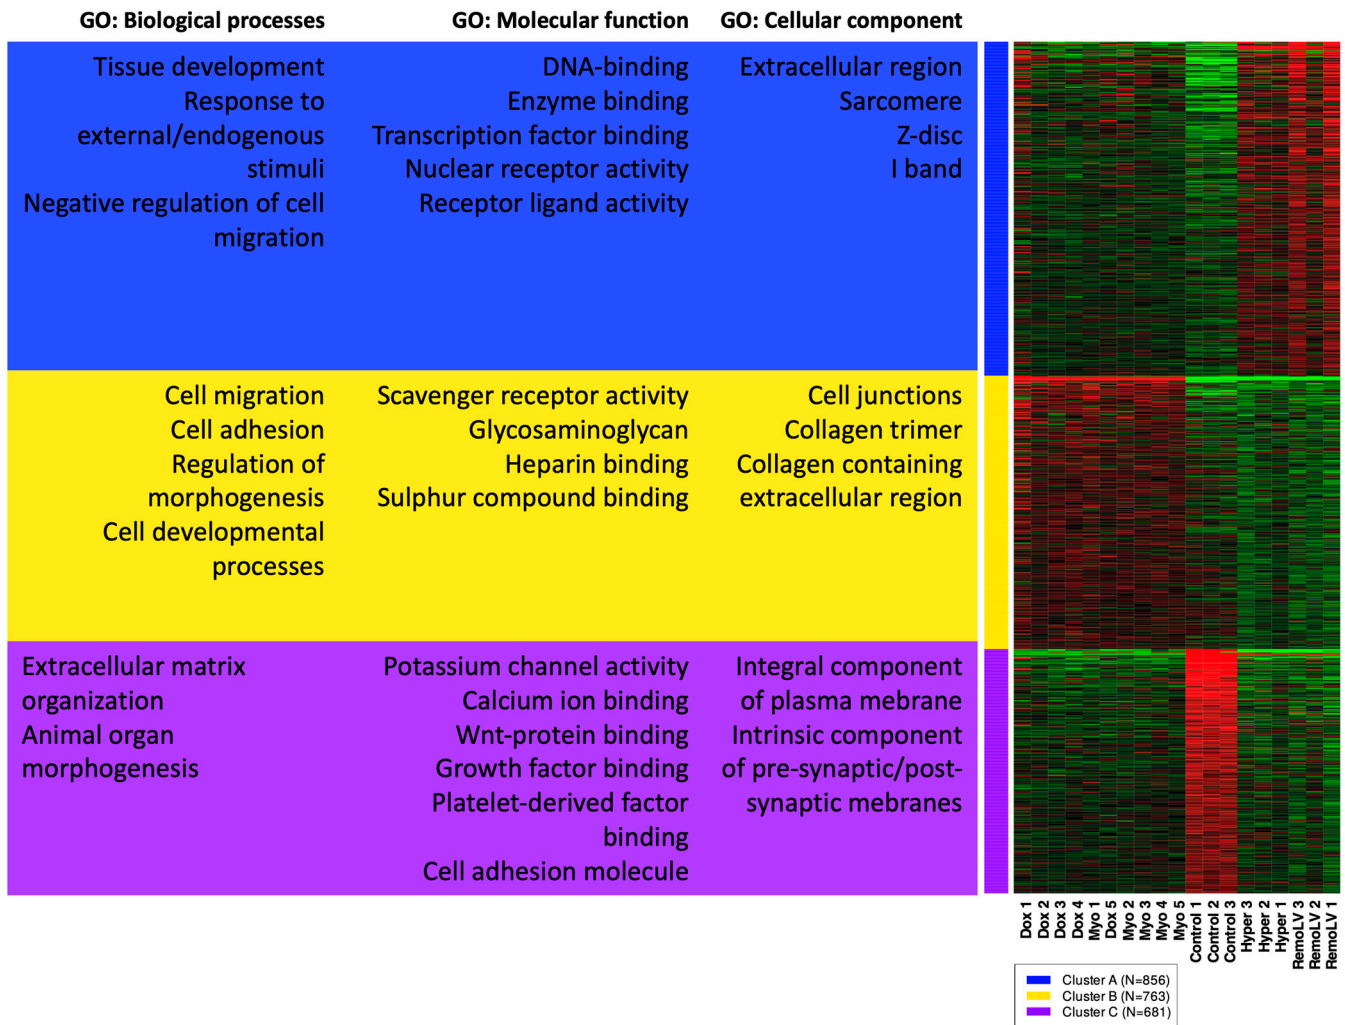 GO: Biological processes
GO: Molecular function
GO: Cellular component
Tissue development
Response to
external/endogenous
stimuli
Negative regulation of cell
migration
DNA-binding
Enzyme binding
Transcription factor binding
Nuclear receptor activity
Receptor ligand activity
Extracellular region
Sarcomere
Z-disc
I band
Cell migration
Cell adhesion
Regulation of
morphogenesis
Cell developmental
processes
Scavenger receptor activity
Glycosaminoglycan
Heparin binding
Sulphur compound binding
Cell junctions
Collagen trimer
Collagen containing
extracellular region
Extracellular matrix
organization
Animal organ
morphogenesis
Potassium channel activity
Calcium ion binding
Wnt-protein binding
Growth factor binding
Platelet-derived factor
binding
Cell adhesion molecule
Integral component
of plasma mebrane
Intrinsic component
of pre-synaptic/post-
synaptic mebranes
Dox 1
Dox 2
Dox 3
Dox 4
Myo 1
Dox 5
Myo 2
Myo 3
Myo 4
Myo 5
Control 1
Control 2
Control 3
Hyper 3
Hyper 2
Hyper 1
RemoLV 3
RemoLV 2
RemoLV 1
Cluster A (N=856)
Cluster B (N=763)
Cluster C (N=681)